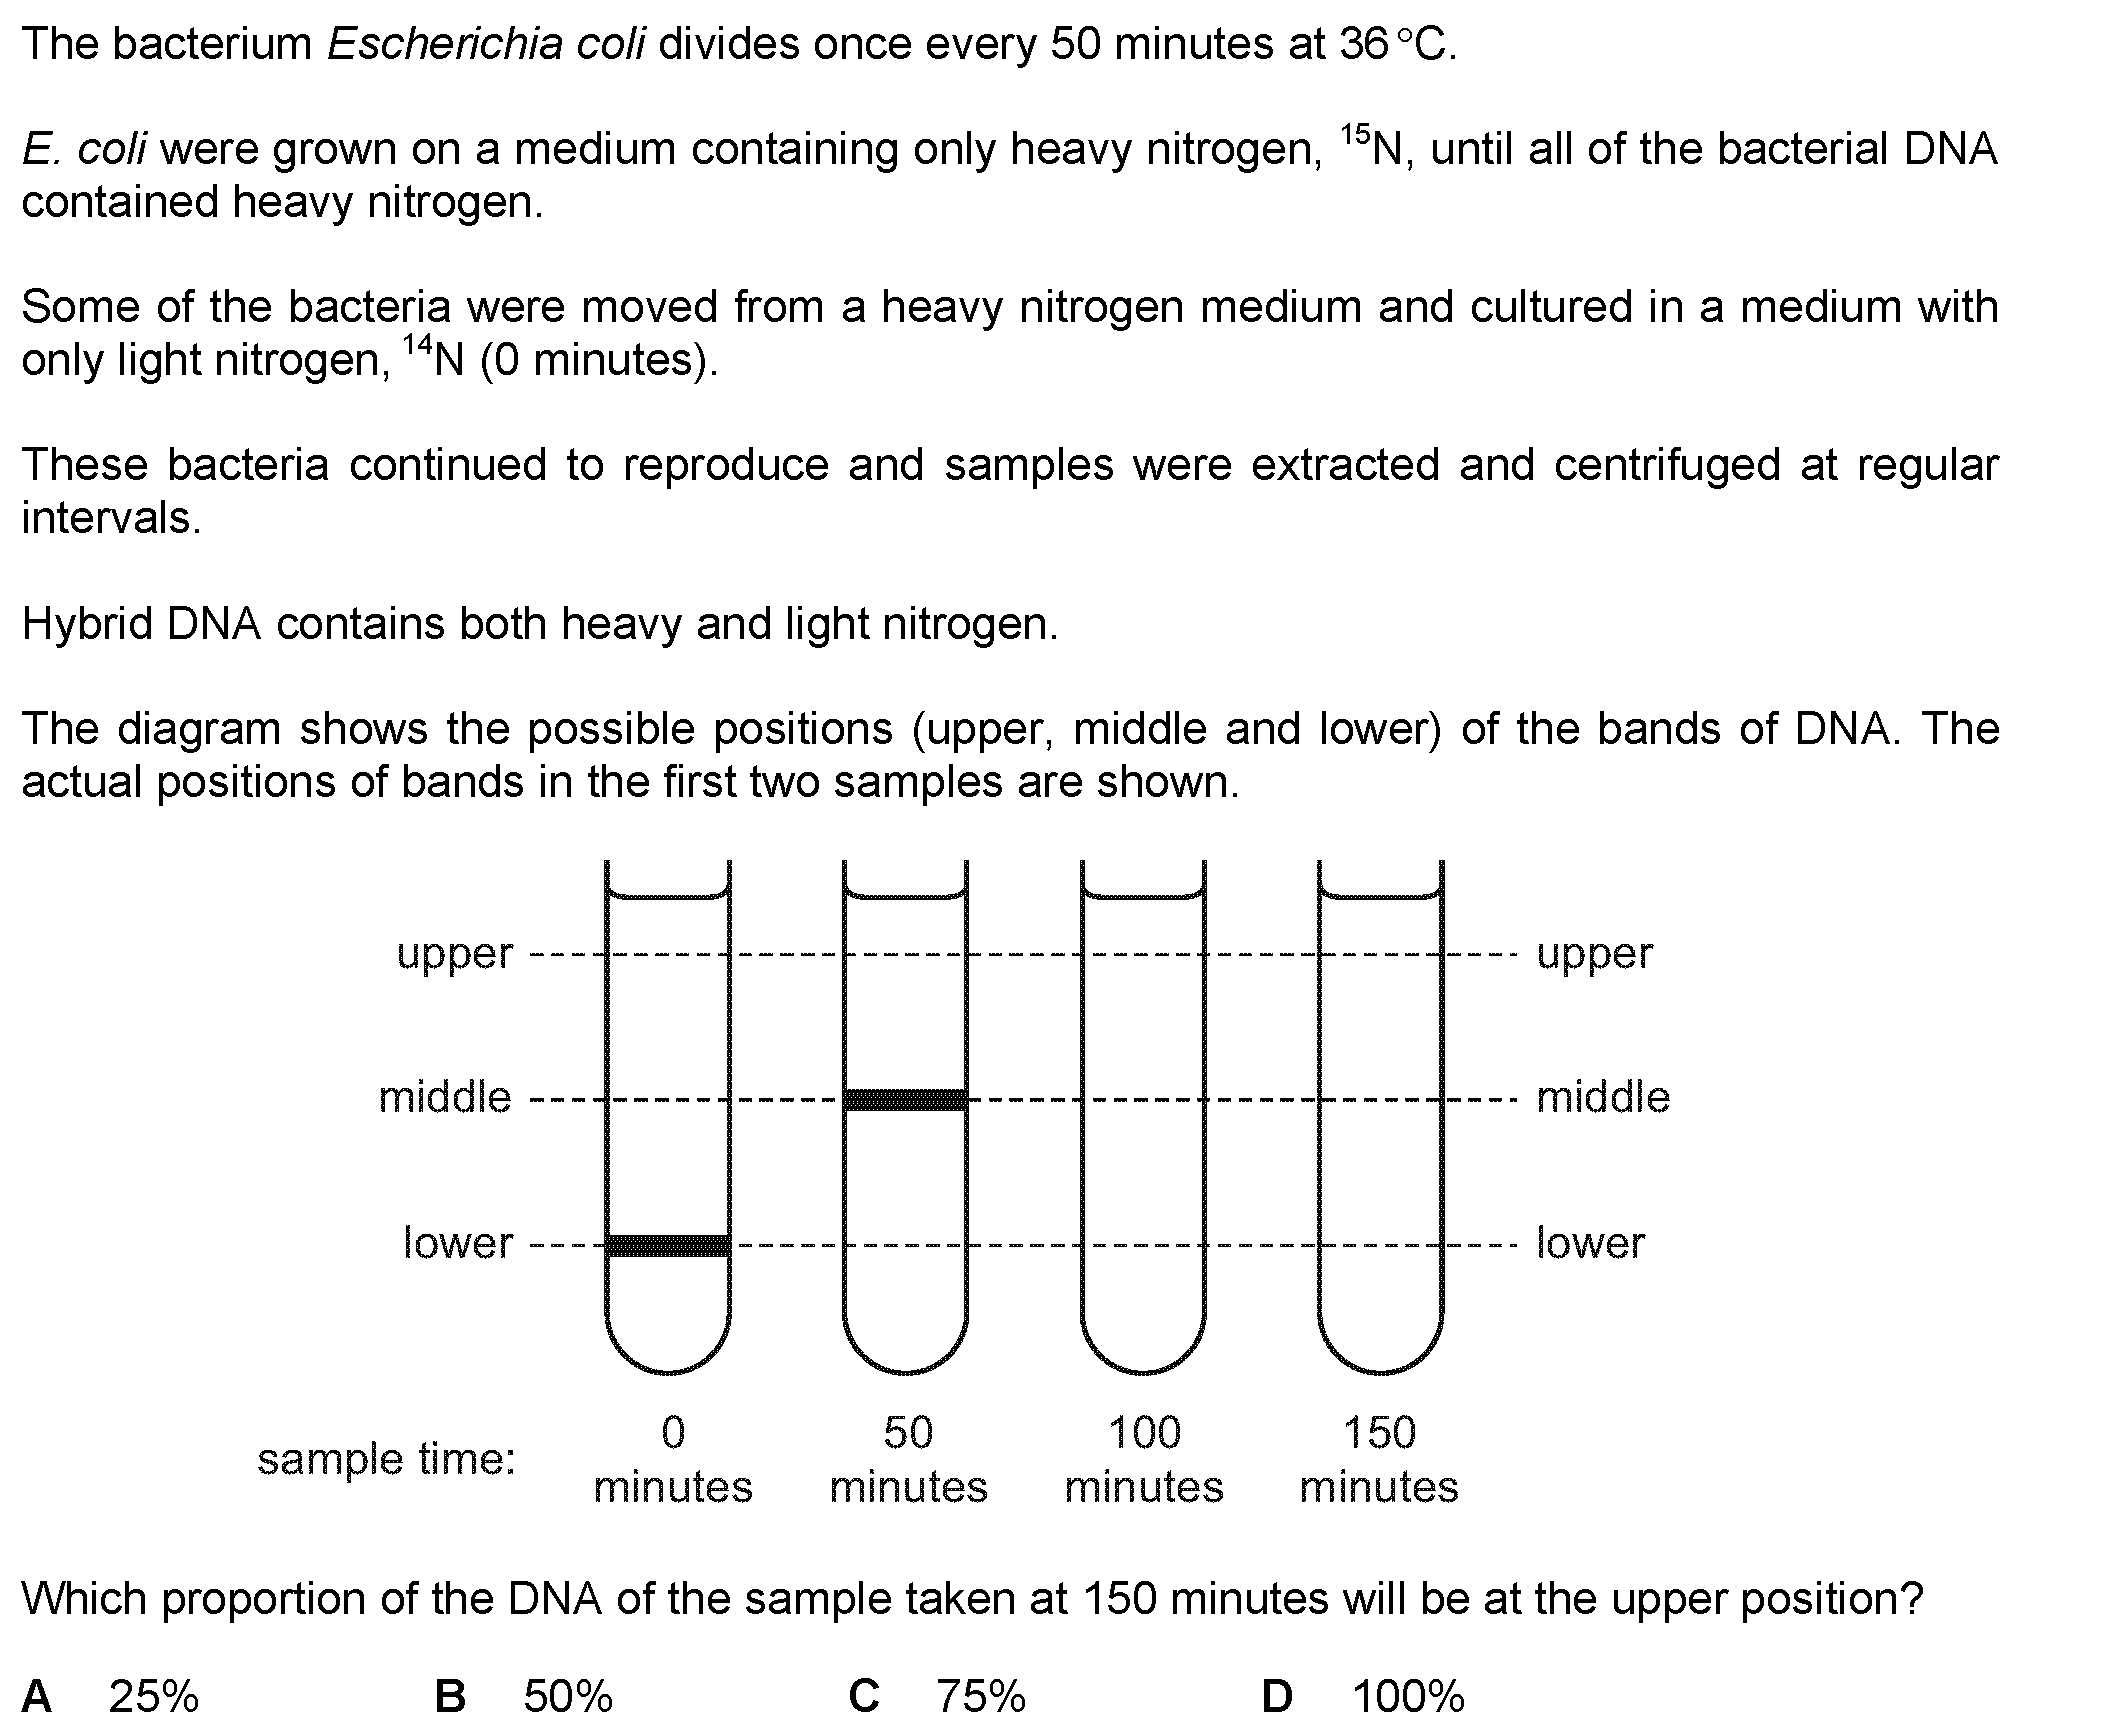 The bacterium Escherichia coli divides once every 50 minutes at 36 °C.
E. coli were grown on a medium containing only heavy nitrogen, ¹⁵N, until all of the bacterial DNA
contained heavy nitrogen.
Some of the bacteria were moved from a heavy nitrogen medium and cultured in a medium with
only light nitrogen, ¹⁴N (0 minutes).
These bacteria continued to reproduce and samples were extracted and centrifuged at regular
intervals.
Hybrid DNA contains both heavy and light nitrogen.
The diagram shows the possible positions (upper, middle and lower) of the bands of DNA. The
actual positions of bands in the first two samples are shown.
upper upper
middle middle
lower lower
sample time: 0 minutes 50 minutes 100 minutes 150 minutes
Which proportion of the DNA of the sample taken at 150 minutes will be at the upper position?
A 25% B 50% C 75% D 100%